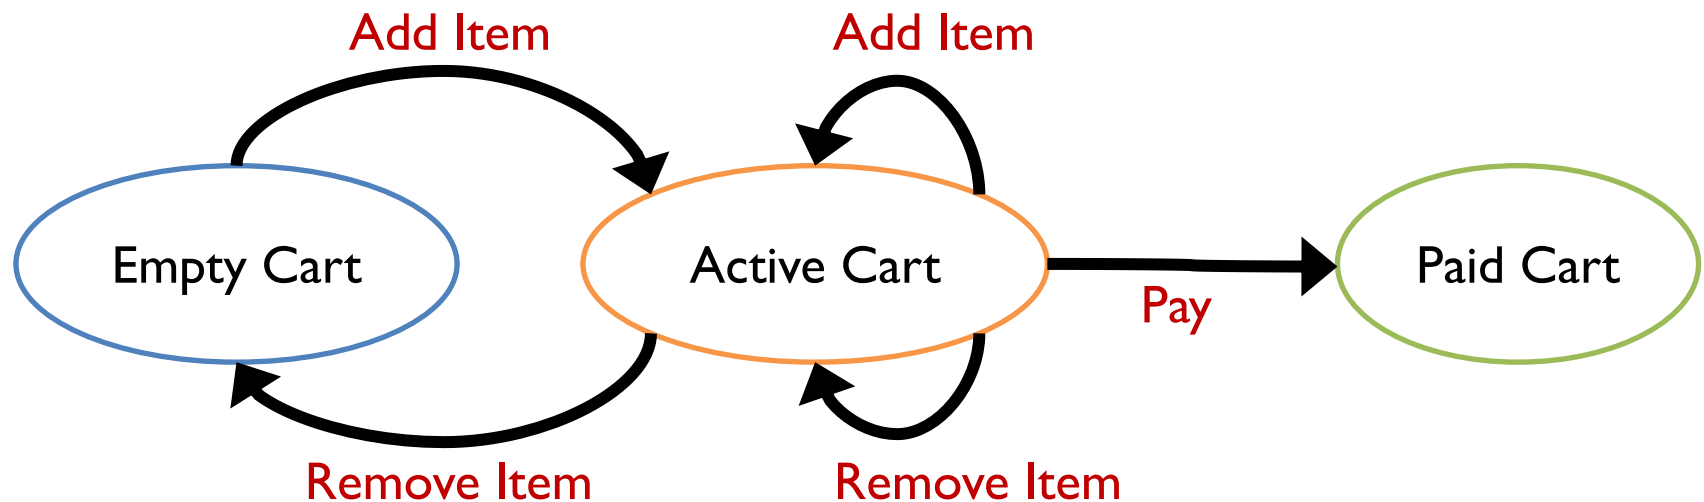 Add Item
Add Item
Empty Cart
Active Cart
Paid Cart
Pay
Remove Item
Remove Item